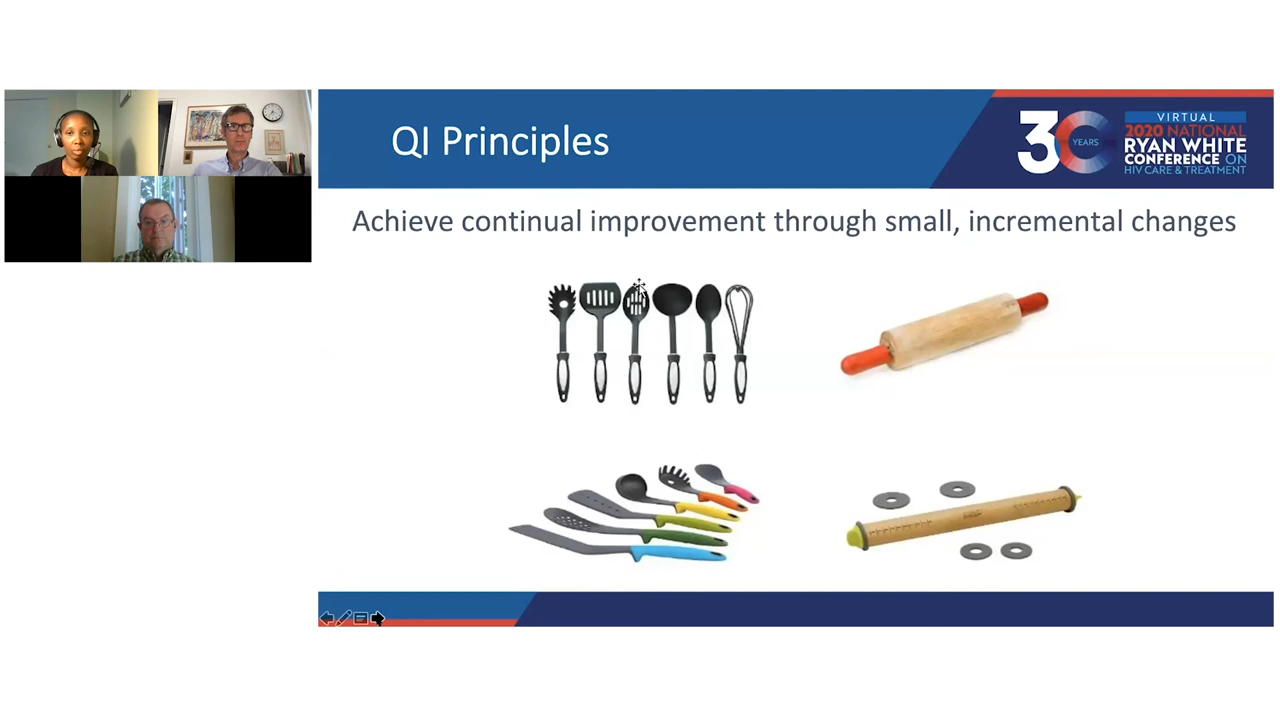 QI Principles
30
YEARS
VIRTUAL
2020 NATIONAL
RYAN WHITE
CONFERENCE ON
HIV CARE & TREATMENT
Achieve continual improvement through small, incremental changes